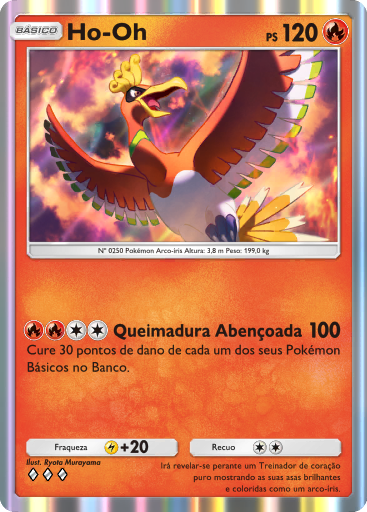 BÁSICO Ho-Oh PS 120
Nº 0250 Pokémon Arco-íris Altura: 3,8 m Peso: 199,0 kg
Queimadura Abençoada 100
Cure 30 pontos de dano de cada um dos seus Pokémon
Básicos no Banco.
Fraqueza +20 Recuo
Ilust. Ryota Murayama
Irá revelar-se perante um Treinador de coração
puro mostrando as suas asas brilhantes
e coloridas como um arco-íris.